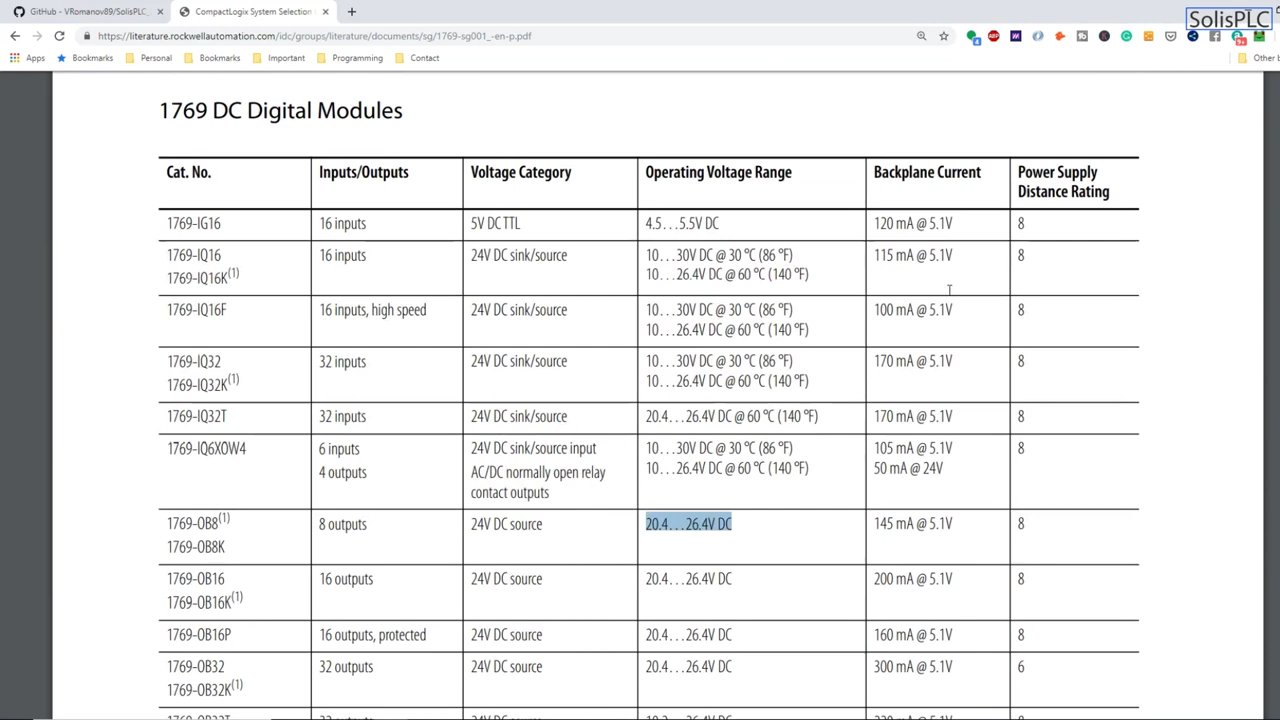 GitHub - VRomanov89/SolisPLC_
CompactLogix System Selection
SolisPLC
https://literature.rockwellautomation.com/idc/groups/literature/documents/sg/1769-sg001_-en-p.pdf
Apps Bookmarks Personal Bookmarks Important Programming Contact Other b
1769 DC Digital Modules
Cat. No. Inputs/Outputs Voltage Category Operating Voltage Range Backplane Current Power Supply
Distance Rating
1769-IG16 16 inputs 5V DC TTL 4.5…5.5V DC 120 mA @ 5.1V 8
1769-IQ16 16 inputs 24V DC sink/source 10…30V DC @ 30 °C (86 °F) 115 mA @ 5.1V 8
1769-IQ16K(1) 10…26.4V DC @ 60 °C (140 °F)
1769-IQ16F 16 inputs, high speed 24V DC sink/source 10…30V DC @ 30 °C (86 °F) 100 mA @ 5.1V 8
10…26.4V DC @ 60 °C (140 °F)
1769-IQ32 32 inputs 24V DC sink/source 10…30V DC @ 30 °C (86 °F) 170 mA @ 5.1V 8
1769-IQ32K(1) 10…26.4V DC @ 60 °C (140 °F)
1769-IQ32T 32 inputs 24V DC sink/source 20.4…26.4V DC @ 60 °C (140 °F) 170 mA @ 5.1V 8
1769-IQ6XOW4 6 inputs 24V DC sink/source input 10…30V DC @ 30 °C (86 °F) 105 mA @ 5.1V 8
4 outputs AC/DC normally open relay 10…26.4V DC @ 60 °C (140 °F) 50 mA @ 24V
contact outputs
1769-OB8(1) 8 outputs 24V DC source 20.4…26.4V DC 145 mA @ 5.1V 8
1769-OB8K
1769-OB16 16 outputs 24V DC source 20.4…26.4V DC 200 mA @ 5.1V 8
1769-OB16K(1)
1769-OB16P 16 outputs, protected 24V DC source 20.4…26.4V DC 160 mA @ 5.1V 8
1769-OB32 32 outputs 24V DC source 20.4…26.4V DC 300 mA @ 5.1V 6
1769-OB32K(1)